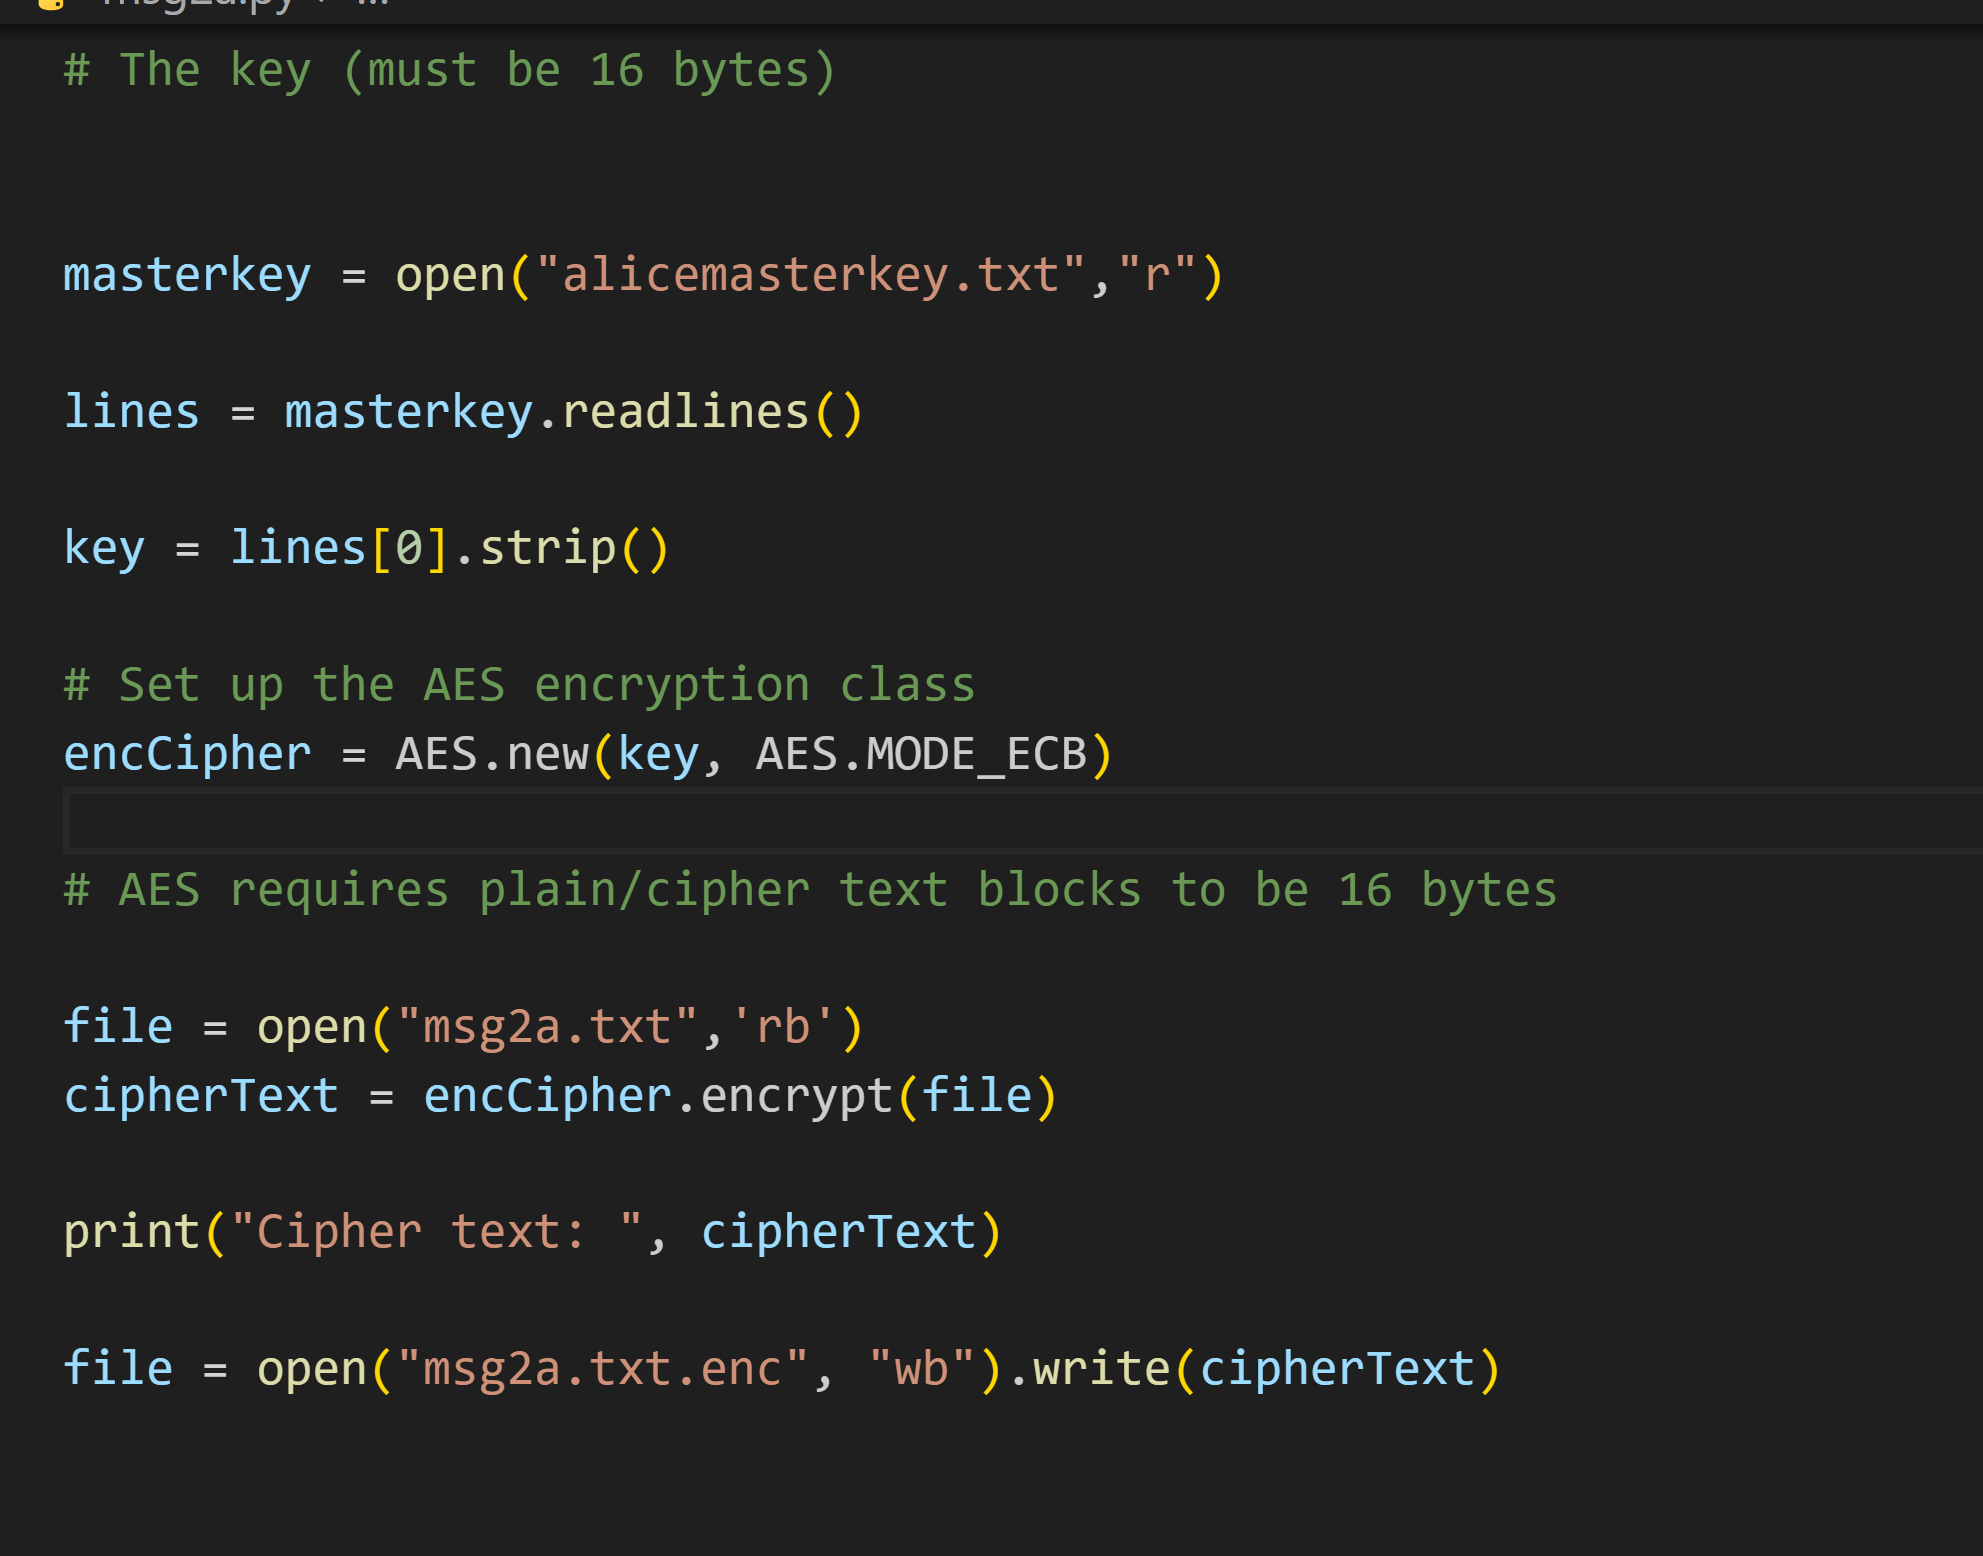 # The key (must be 16 bytes)
masterkey = open("alicemasterkey.txt","r")
lines = masterkey.readlines()
key = lines[0].strip()
# Set up the AES encryption class
encCipher = AES.new(key, AES.MODE_ECB)
# AES requires plain/cipher text blocks to be 16 bytes
file = open("msg2a.txt",'rb')
cipherText = encCipher.encrypt(file)
print("Cipher text: ", cipherText)
file = open("msg2a.txt.enc", "wb").write(cipherText)